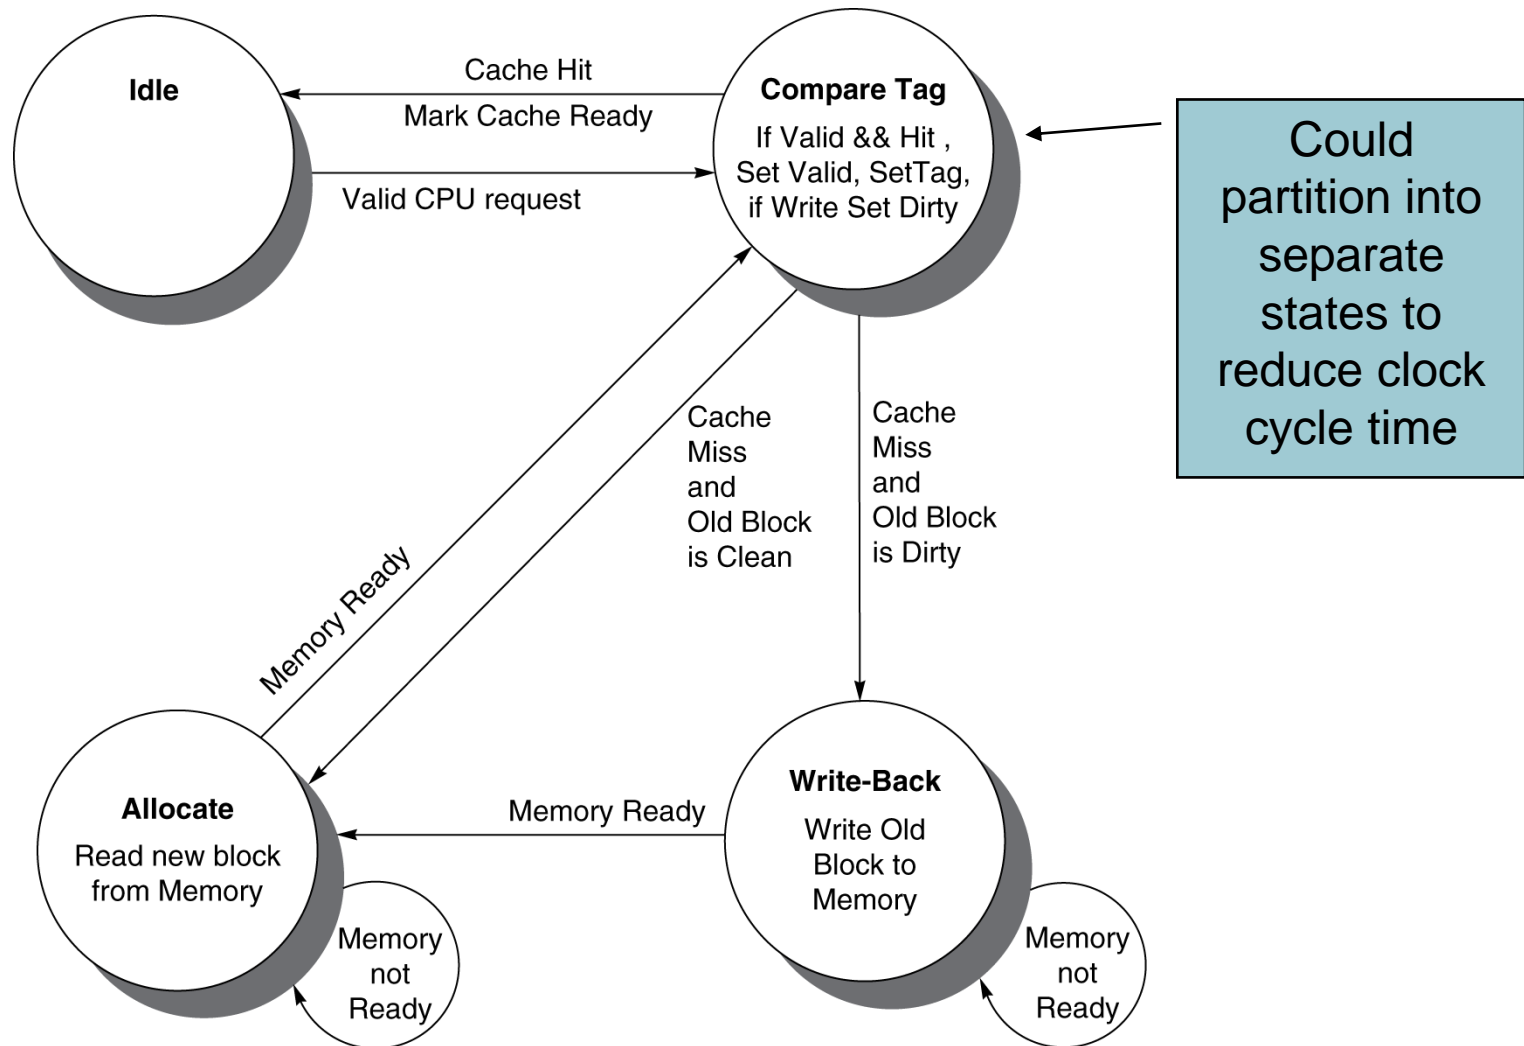 Idle
Cache Hit
Mark Cache Ready
Valid CPU request
Compare Tag
If Valid && Hit ,
Set Valid, SetTag,
if Write Set Dirty
Could
partition into
separate
states to
reduce clock
cycle time
Cache
Miss
and
Old Block
is Clean
Cache
Miss
and
Old Block
is Dirty
Memory Ready
Allocate
Read new block
from Memory
Memory
not
Ready
Memory Ready
Write-Back
Write Old
Block to
Memory
Memory
not
Ready